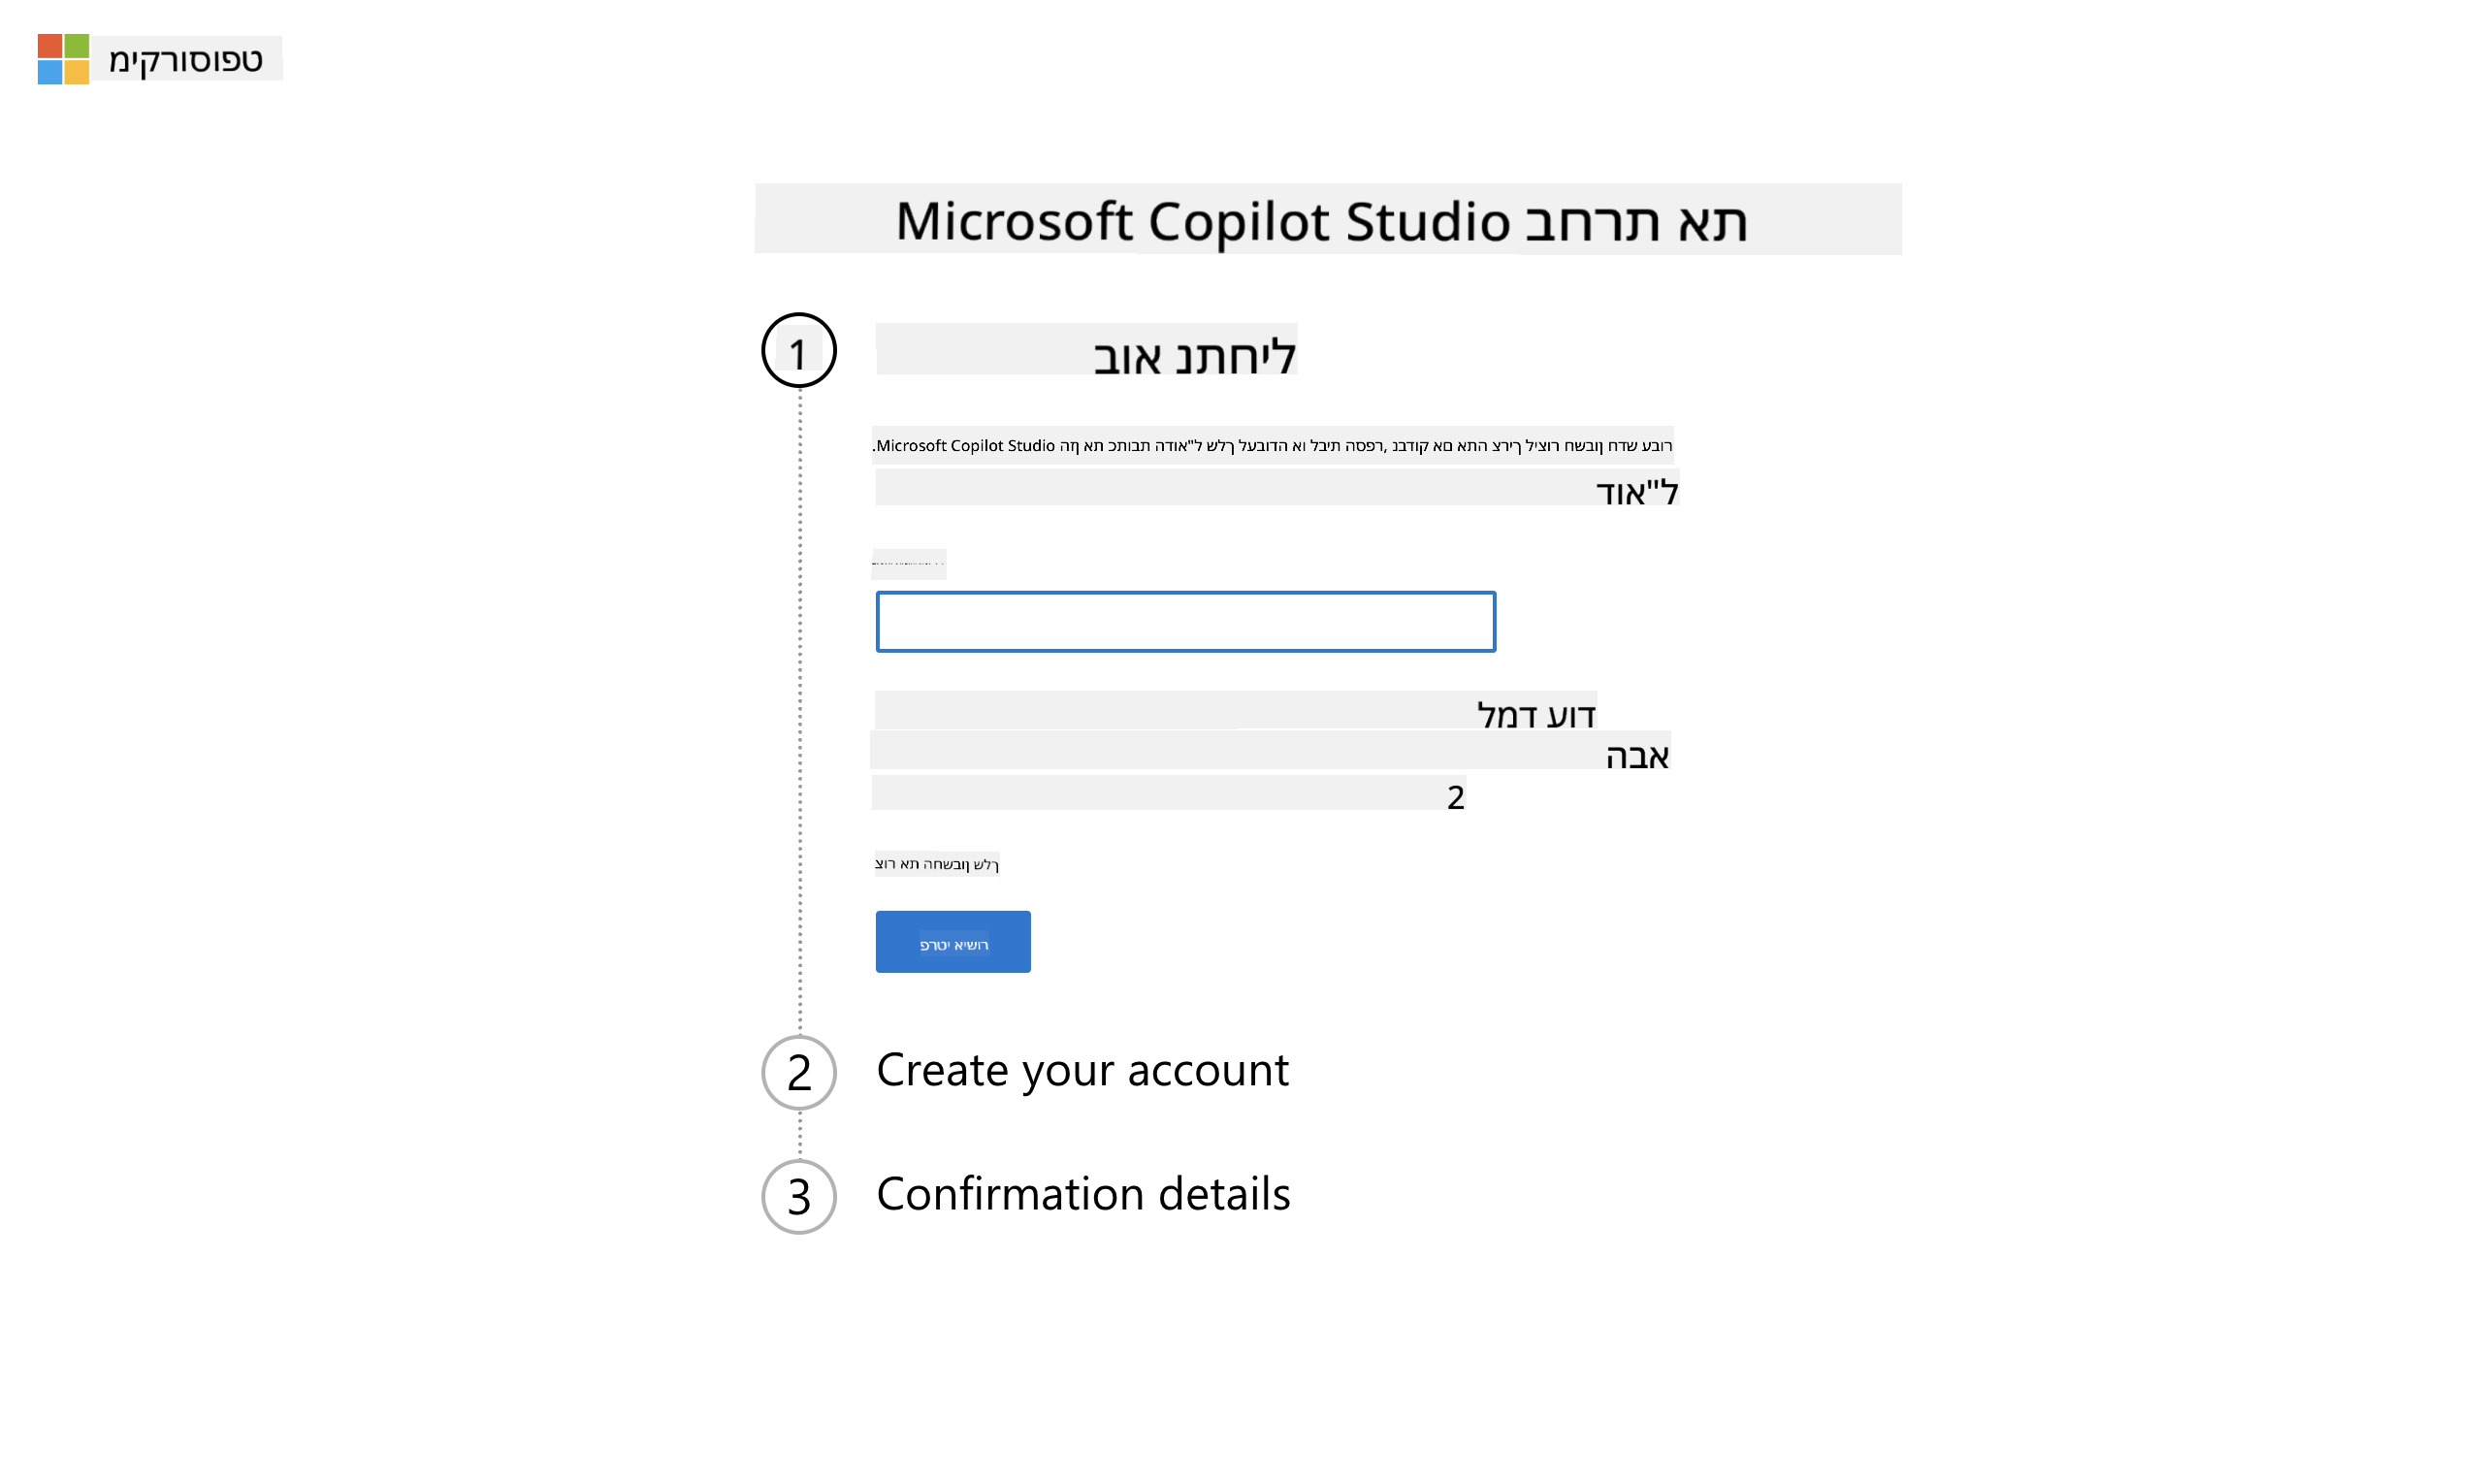 טפוסורקימ
תא תרחב Microsoft Copilot Studio
1
ליחתנ אוב
רובע שדח ןובשח רוציל ךירצ התא םא קודבנ ,רפסה תיבל וא הדובעל ךלש ל"אודה תבותכ תא ןזה Microsoft Copilot Studio.
ל"אוד
דוע דמל
אבה
2
ךלש ןובשחה תא רוצ
רושיא יטרפ
2 Create your account
3 Confirmation details